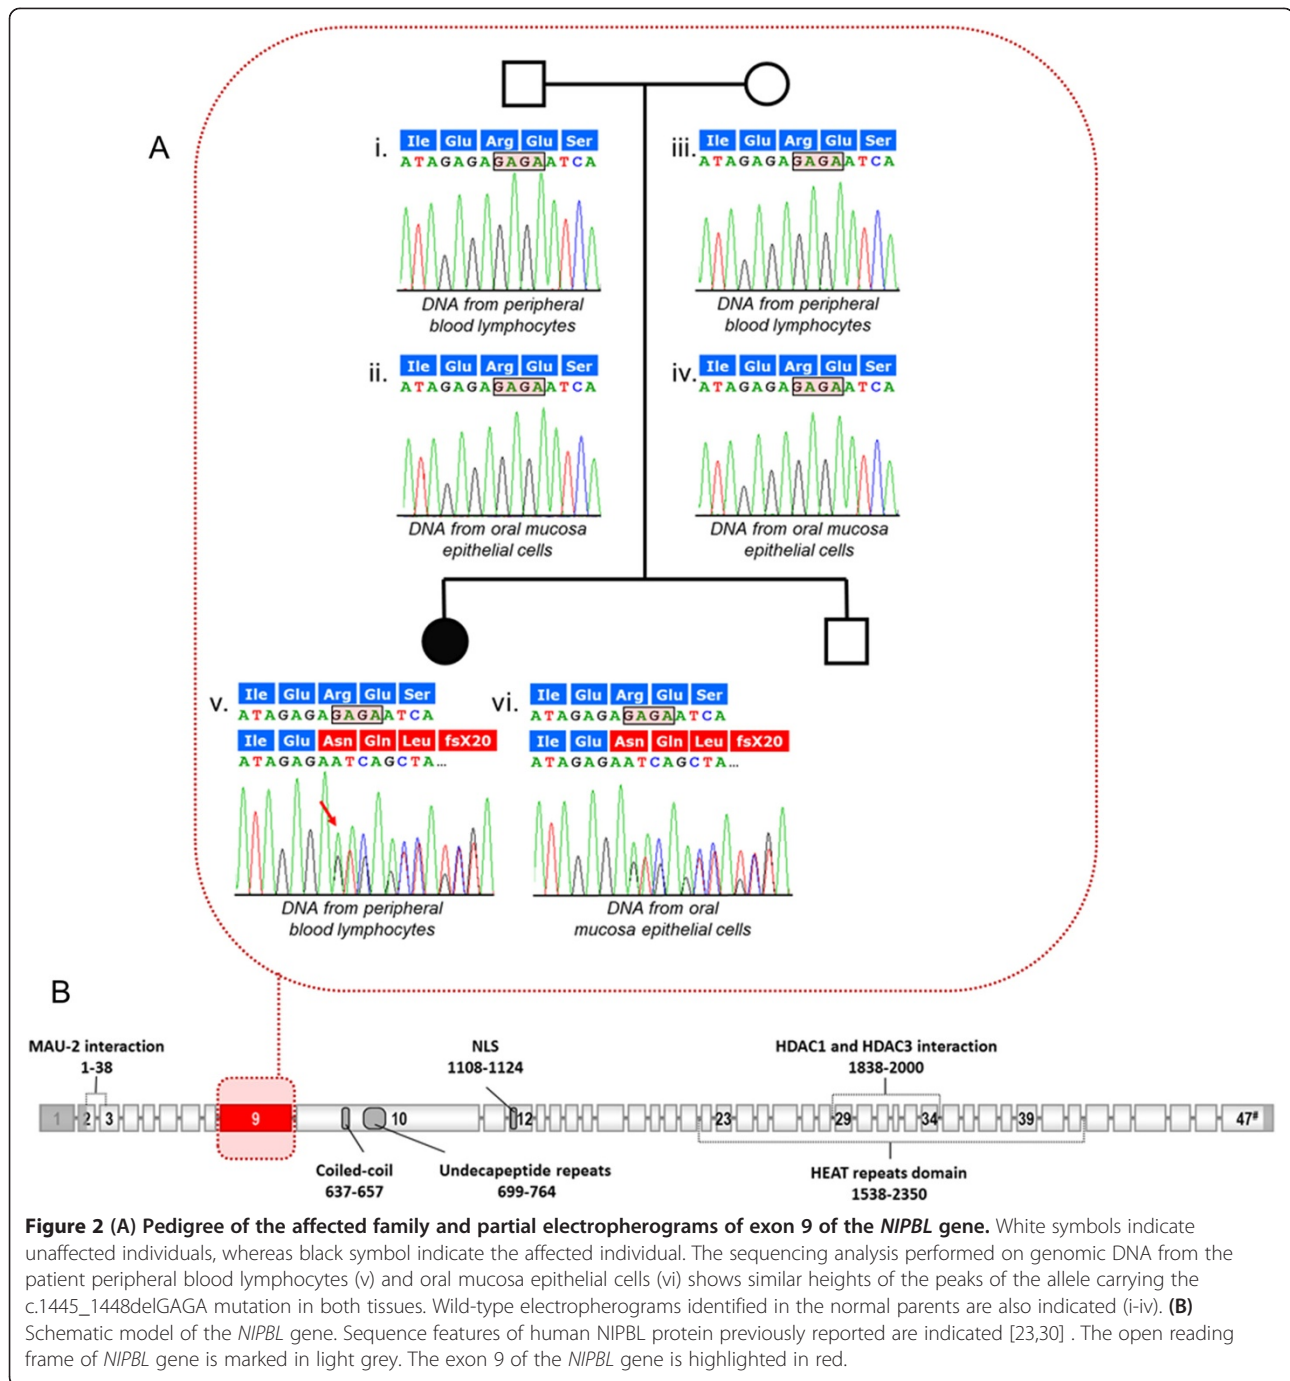 A
i.
Ile Glu Arg Glu Ser
ATAGAGAGAGAATCA
DNA from peripheral
blood lymphocytes
iii.
Ile Glu Arg Glu Ser
ATAGAGAGAGAATCA
DNA from peripheral
blood lymphocytes
ii.
Ile Glu Arg Glu Ser
ATAGAGAGAGAATCA
DNA from oral mucosa
epithelial cells
iv.
Ile Glu Arg Glu Ser
ATAGAGAGAGAATCA
DNA from oral mucosa
epithelial cells
v.
Ile Glu Arg Glu Ser
ATAGAGAGAGAATCA
Ile Glu Asn Gln Leu fsX20
ATAGAGAATCAGCTA...
DNA from peripheral
blood lymphocytes
vi.
Ile Glu Arg Glu Ser
ATAGAGAGAGAATCA
Ile Glu Asn Gln Leu fsX20
ATAGAGAATCAGCTA...
DNA from oral
mucosa epithelial cells
B
MAU-2 interaction
1-38
NLS
1108-1124
HDAC1 and HDAC3 interaction
1838-2000
1 2 3 9 10 12 23 29 34 39 47#
Coiled-coil
637-657
Undecapeptide repeats
699-764
HEAT repeats domain
1538-2350
Figure 2 (A) Pedigree of the affected family and partial electropherograms of exon 9 of the NIPBL gene. White symbols indicate
unaffected individuals, whereas black symbol indicate the affected individual. The sequencing analysis performed on genomic DNA from the
patient peripheral blood lymphocytes (v) and oral mucosa epithelial cells (vi) shows similar heights of the peaks of the allele carrying the
c.1445_1448delGAGA mutation in both tissues. Wild-type electropherograms identified in the normal parents are also indicated (i-iv). (B)
Schematic model of the NIPBL gene. Sequence features of human NIPBL protein previously reported are indicated [23,30] . The open reading
frame of NIPBL gene is marked in light grey. The exon 9 of the NIPBL gene is highlighted in red.